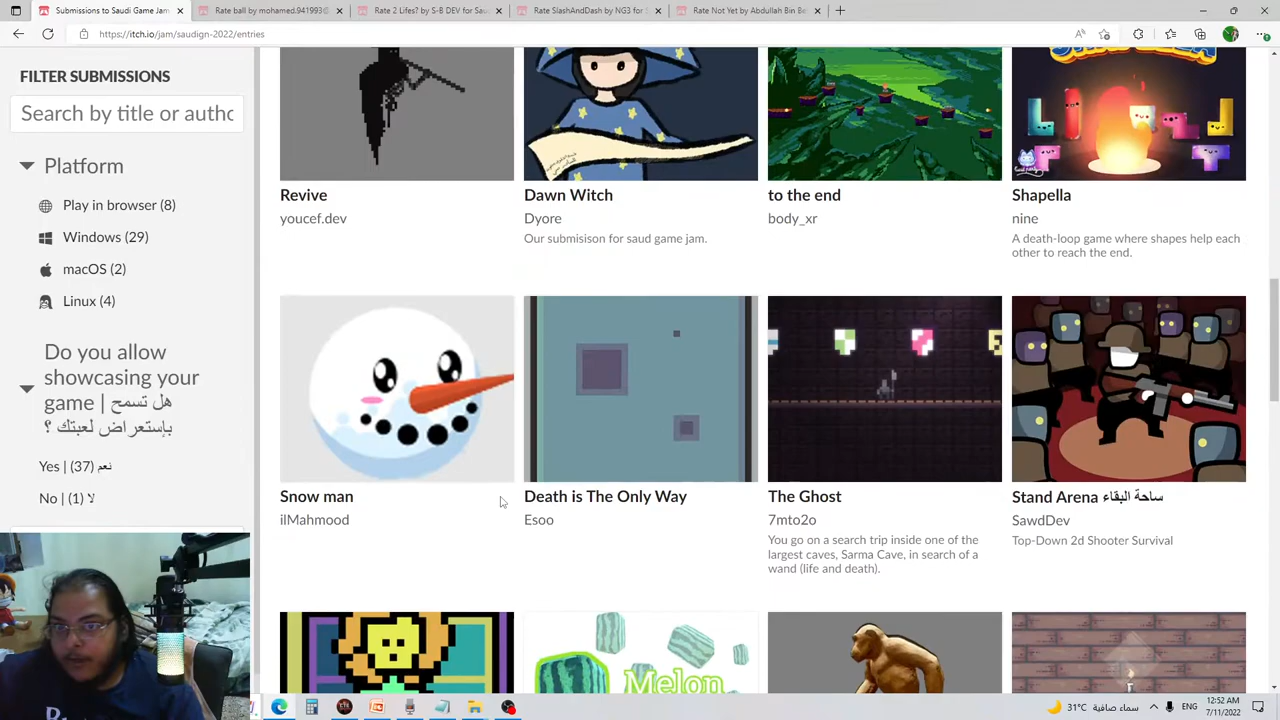 Submissions to Saudi Game Jam
Rate ball by mohamed.941993
Rate 2 Lifes? by S-B DEV for Sau
Rate SlashAndDash by NG3 for S
Rate Not Yet by Abdullah Bin Be
https://itch.io/jam/saudign-2022/entries
FILTER SUBMISSIONS
Search by title or autho
Platform
Play in browser (8)
Windows (29)
macOS (2)
Linux (4)
Do you allow
showcasing your
game | هل تسمح
بإستعراض لعبتك ؟
Yes | نعم (37)
No | لا (1)
Revive
youcef.dev
Dawn Witch
Dyore
Our submisison for saud game jam.
to the end
body_xr
Shapella
nine
A death-loop game where shapes help each
other to reach the end.
Snow man
ilMahmood
Death is The Only Way
Esoo
The Ghost
7mto2o
You go on a search trip inside one of the
largest caves, Sarma Cave, in search of a
wand (life and death).
Stand Arena ساحة البقاء
SawdDev
Top-Down 2d Shooter Survival
Melon
31°C سماء صافية
ENG
12:52 AM
7/11/2022